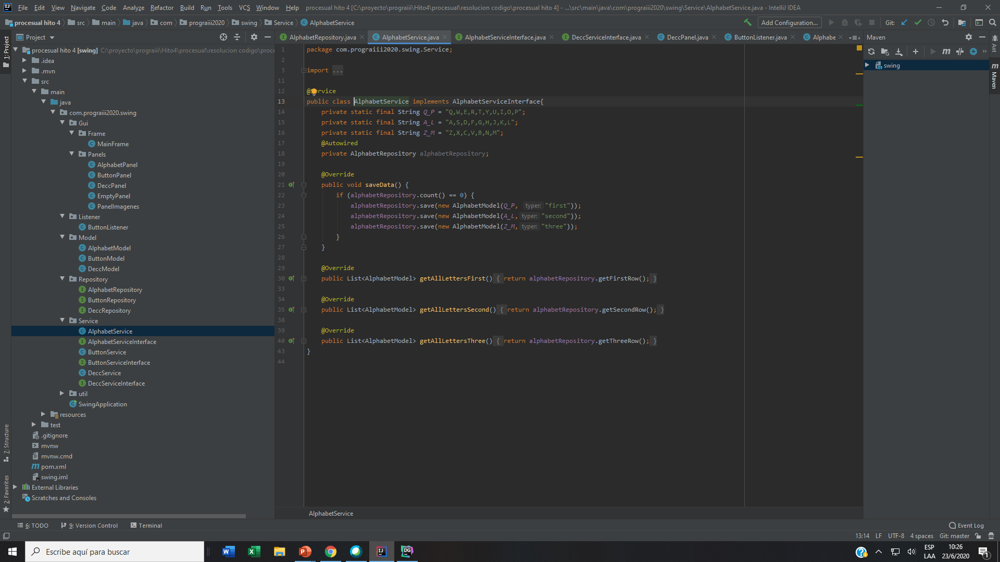 File Edit View Navigate Code Analyze Refactor Build Run Tools VCS Window Help procesual hito 4 [C:\proyecto\prograiii\Hito4\procesual\resolucion codigo\procesual hito 4] - ...\src\main\java\com\prograiii2020\swing\Service\AlphabetService.java - IntelliJ IDEA
procesual hito 4 src main java com prograiii2020 swing Service AlphabetService Add Configuration... Git:
Project AlphabetRepository.java AlphabetService.java AlphabetServiceInterface.java DeccServiceInterface.java DeccPanel.java ButtonListener.java Alphabe 4 Maven
1: Project
7: Structure
2: Favorites
Ant
Maven
swing
procesual hito 4 [swing] C:\proyecto\prograiii\Hito4\procesual\resolucion codigo\proce
.idea
.mvn
src
main
java
com.prograiii2020.swing
Gui
Frame
MainFrame
Panels
AlphabetPanel
ButtonPanel
DeccPanel
EmptyPanel
PanelImagenes
Listener
ButtonListener
Model
AlphabetModel
ButtonModel
DeccModel
Repository
AlphabetRepository
ButtonRepository
DeccRepository
Service
AlphabetService
AlphabetServiceInterface
ButtonService
ButtonServiceInterface
DeccService
DeccServiceInterface
util
SwingApplication
resources
test
.gitignore
mvnw
mvnw.cmd
pom.xml
swing.iml
External Libraries
Scratches and Consoles
1 package com.prograiii2020.swing.Service;
2
3 import ...
11
12 @Service
13 public class AlphabetService implements AlphabetServiceInterface{
14 private static final String Q_P = "Q,W,E,R,T,Y,U,I,O,P";
15 private static final String A_L = "A,S,D,F,G,H,J,K,L";
16 private static final String Z_M = "Z,X,C,V,B,N,M";
17 @Autowired
18 private AlphabetRepository alphabetRepository;
19
20 @Override
21 public void saveData() {
22 if (alphabetRepository.count() == 0) {
23 alphabetRepository.save(new AlphabetModel(Q_P, typer: "first"));
24 alphabetRepository.save(new AlphabetModel(A_L, typer: "second"));
25 alphabetRepository.save(new AlphabetModel(Z_M, typer: "three"));
26 }
27 }
28
29 @Override
30 public List<AlphabetModel> getAllLettersFirst() { return alphabetRepository.getFirstRow(); }
33
34 @Override
35 public List<AlphabetModel> getAllLettersSecond() { return alphabetRepository.getSecondRow(); }
38
39 @Override
40 public List<AlphabetModel> getAllLettersThree() { return alphabetRepository.getThreeRow(); }
43 }
44
AlphabetService
6: TODO 9: Version Control Terminal Event Log
13:14 LF UTF-8 4 spaces Git: master
Escribe aquí para buscar
ESP
LAA
10:26
23/6/2020
1